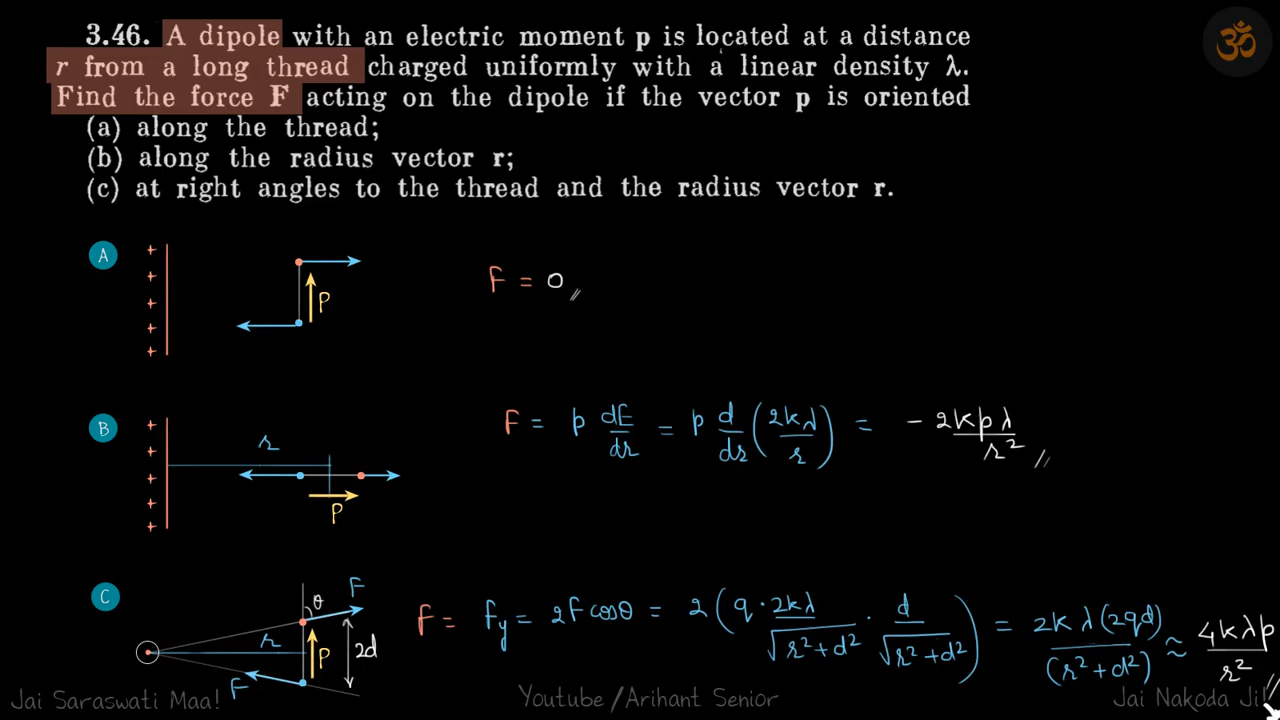 3.46. A dipole with an electric moment p is located at a distance
r from a long thread charged uniformly with a linear density λ.
Find the force F acting on the dipole if the vector p is oriented
(a) along the thread;
(b) along the radius vector r;
(c) at right angles to the thread and the radius vector r.
ॐ
A
+ + + + +
P
F = 0 //
B
+ + + + +
r
P
F = p dE/dr = p d/dr (2kλ/r) = - 2kpλ/r² //
C
θ
F
r
P
2d
F
F = Fy = 2F cosθ = 2 (q · 2kλ/√(r²+d²) · d/√(r²+d²)) = 2kλ(2qd)/(r²+d²) ≈ 4kλp/r² //
Jai Saraswati Maa!
Youtube / Arihant Senior
Jai Nakoda Ji!